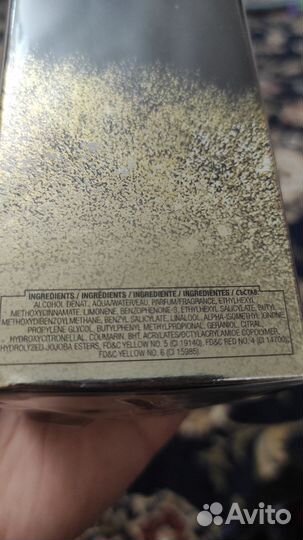 INGREDIENTS / INGRÉDIENTS / INGREDIENTE / INGREDIENTES / СЪСТАВ:
ALCOHOL DENAT., AQUA/WATER/EAU, PARFUM/FRAGRANCE, ETHYLHEXYL
METHOXYCINNAMATE, LIMONENE, BENZOPHENONE-3, ETHYLHEXYL SALICYLATE, BUTYL
METHOXYDIBENZOYLMETHANE, BENZYL SALICYLATE, LINALOOL, ALPHA-ISOMETHYL IONONE,
PROPYLENE GLYCOL, BUTYLPHENYL METHYLPROPIONAL, GERANIOL, CITRAL,
HYDROXYCITRONELLAL, COUMARIN, BHT, ACRYLATES/OCTYLACRYLAMIDE COPOLYMER,
HYDROLYZED JOJOBA ESTERS, FD&C YELLOW NO. 5 (CI 19140), FD&C RED NO. 4 (CI 14700),
FD&C YELLOW NO. 6 (CI 15985).
Avito